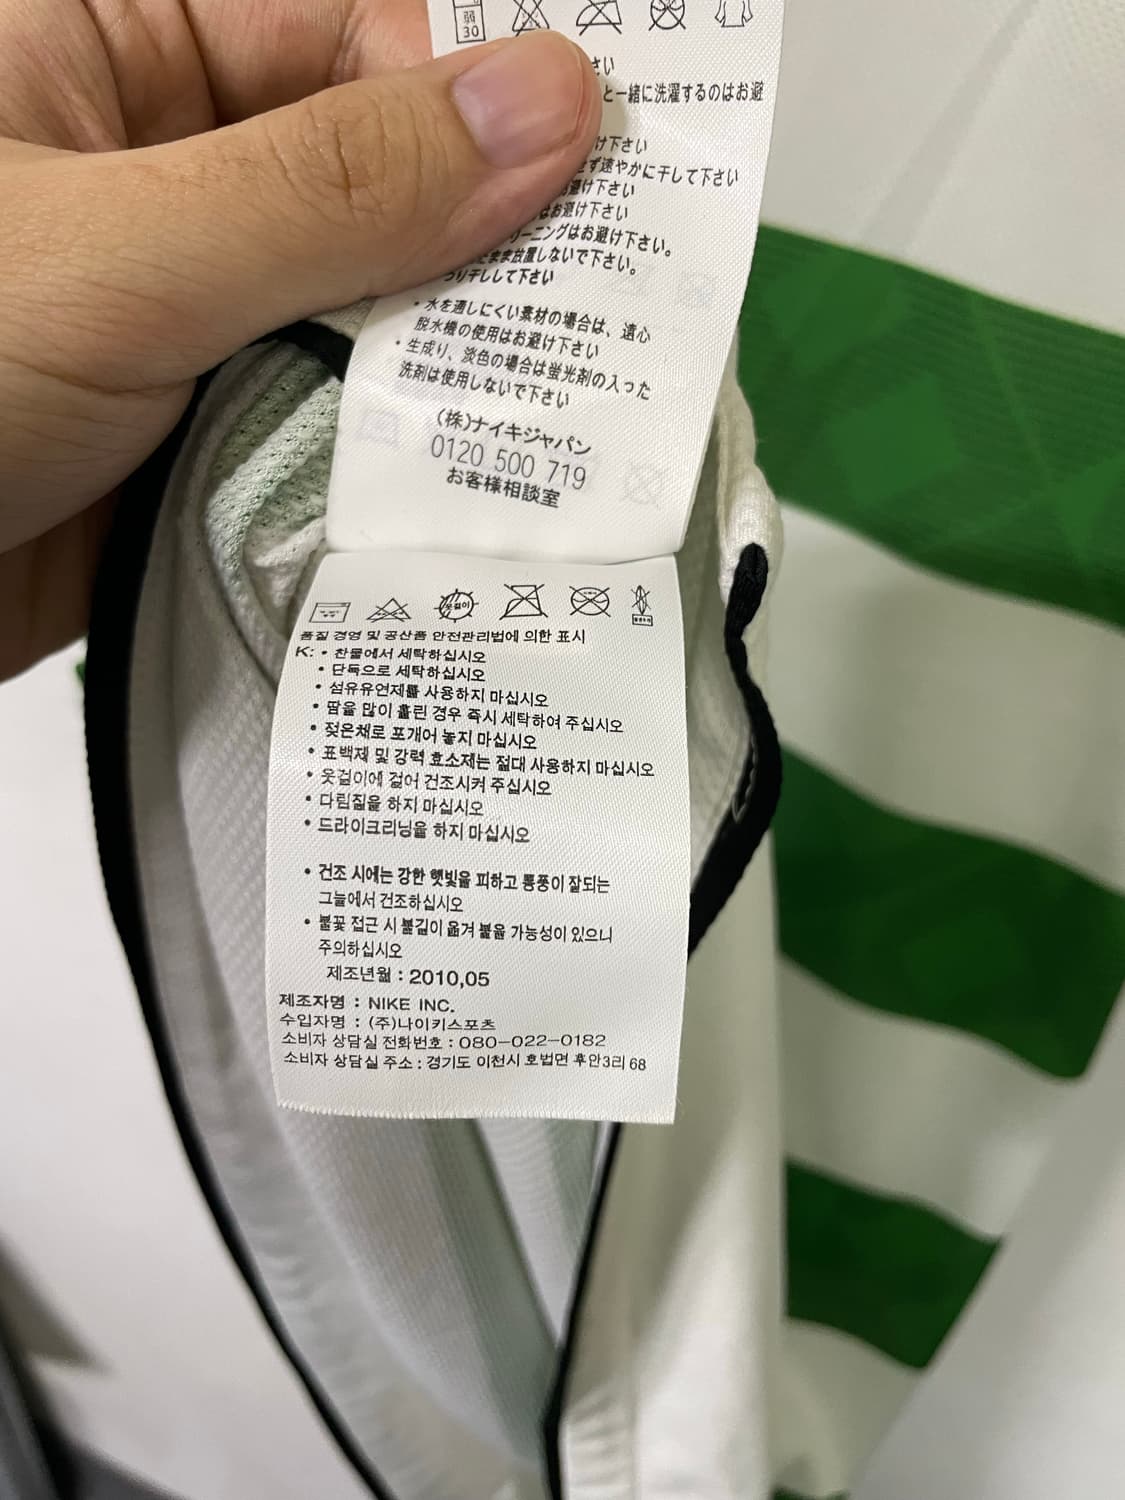 弱
30
さい
と一緒に洗濯するのはお避
け下さい
せず速やかに干して下さい
お避け下さい
はお避け下さい
リーニングはお避け下さい。
まま放置しないで下さい。
つり干しして下さい
・水を通しにくい素材の場合は、遠心
脱水機の使用はお避け下さい
・生成り、淡色の場合は蛍光剤の入った
洗剤は使用しないで下さい
(株)ナイキジャパン
0120 500 719
お客様相談室
옷걸이
품질 경영 및 공산품 안전관리법에 의한 표시
K: • 찬물에서 세탁하십시오
• 단독으로 세탁하십시오
• 섬유유연제를 사용하지 마십시오
• 땀을 많이 흘린 경우 즉시 세탁하여 주십시오
• 젖은채로 포개어 놓지 마십시오
• 표백제 및 강력 효소제는 절대 사용하지 마십시오
• 옷걸이에 걸어 건조시켜 주십시오
• 다림질을 하지 마십시오
• 드라이크리닝을 하지 마십시오
• 건조 시에는 강한 햇빛을 피하고 통풍이 잘되는
그늘에서 건조하십시오
• 불꽃 접근 시 불길이 옮겨 붙을 가능성이 있으니
주의하십시오
제조년월 : 2010,05
제조자명 : NIKE INC.
수입자명 : (주)나이키스포츠
소비자 상담실 전화번호 : 080-022-0182
소비자 상담실 주소 : 경기도 이천시 호법면 후안3리 68